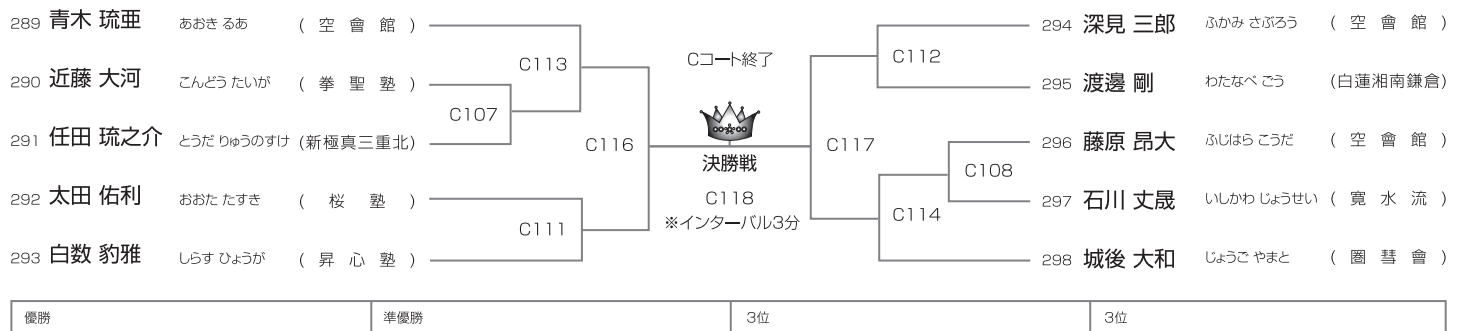 289 青木 琉亜 あおき るあ ( 空 會 館 )
290 近藤 大河 こんどう たいが ( 拳 聖 塾 )
291 任田 琉之介 とうだ りゅうのすけ (新極真三重北)
292 太田 佑利 おおた たすき ( 桜 塾 )
293 白数 豹雅 しらす ひょうが ( 昇 心 塾 )
C113
C107
C116
C111
Cコート終了
決勝戦
C118
※インターバル3分
C112
C117
C108
C114
294 深見 三郎 ふかみ さぶろう ( 空 會 館 )
295 渡邊 剛 わたなべ ごう (白蓮湘南鎌倉)
296 藤原 昂大 ふじはら こうだ ( 空 會 館 )
297 石川 丈晟 いしかわ じょうせい ( 寛 水 流 )
298 城後 大和 じょうご やまと ( 圏 彗 會 )
優勝 準優勝 3位 3位